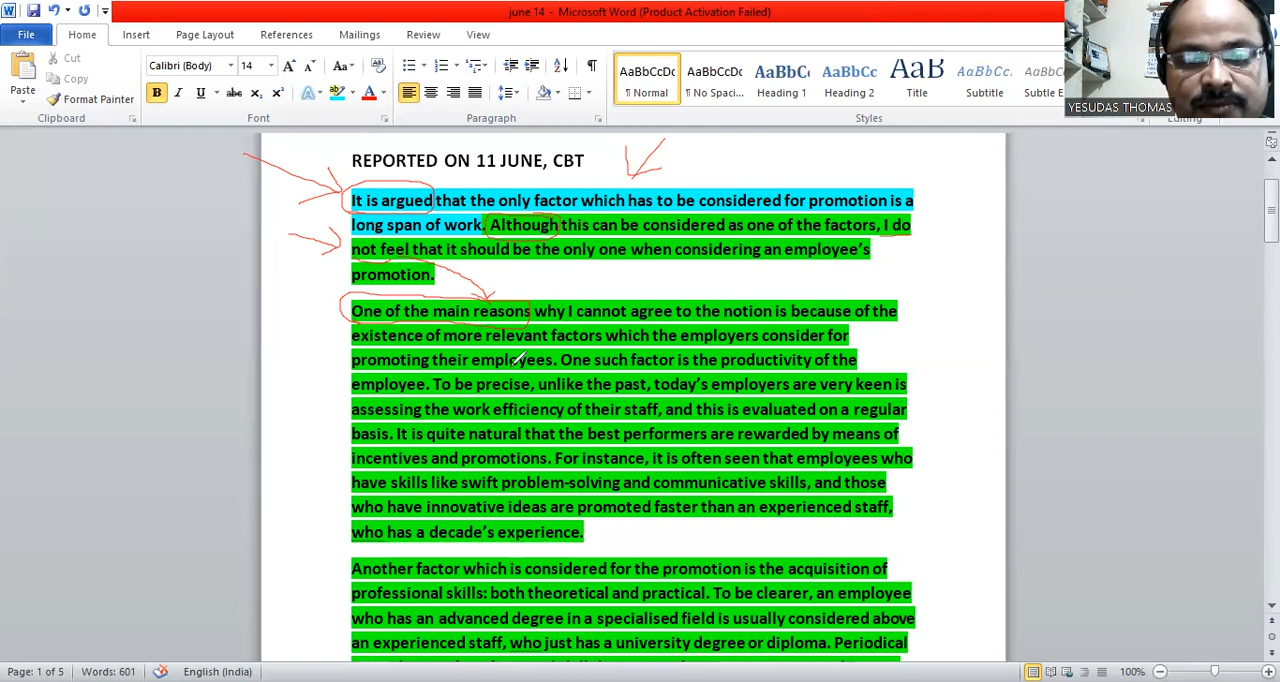 june 14 - Microsoft Word (Product Activation Failed)
File Home Insert Page Layout References Mailings Review View
Cut
Copy
Format Painter
Paste
Calibri (Body) 14
AaBbCcDc AaBbCcDc AaBbCc AaBbCc AaB AaBbCcD
¶ Normal ¶ No Spaci... Heading 1 Heading 2 Title Subtitle Subtle E
Clipboard Font Paragraph Styles
YESUDAS THOMAS
REPORTED ON 11 JUNE, CBT
It is argued that the only factor which has to be considered for promotion is a
long span of work. Although this can be considered as one of the factors, I do
not feel that it should be the only one when considering an employee's
promotion.
One of the main reasons why I cannot agree to the notion is because of the
existence of more relevant factors which the employers consider for
promoting their employees. One such factor is the productivity of the
employee. To be precise, unlike the past, today's employers are very keen is
assessing the work efficiency of their staff, and this is evaluated on a regular
basis. It is quite natural that the best performers are rewarded by means of
incentives and promotions. For instance, it is often seen that employees who
have skills like swift problem-solving and communicative skills, and those
who have innovative ideas are promoted faster than an experienced staff,
who has a decade's experience.
Another factor which is considered for the promotion is the acquisition of
professional skills: both theoretical and practical. To be clearer, an employee
who has an advanced degree in a specialised field is usually considered above
an experienced staff, who just has a university degree or diploma. Periodical
Page: 1 of 5 Words: 601 English (India) 100%